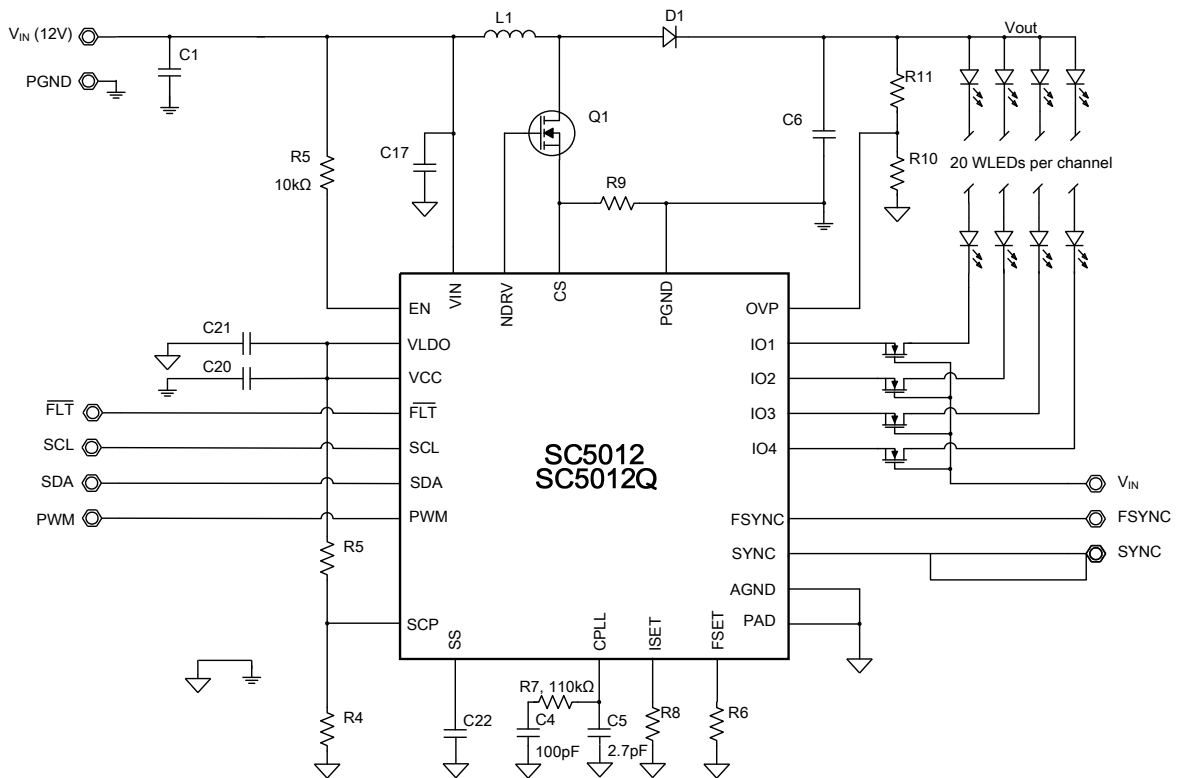 L1
D1
VIN (12V)
C1
Vout
PGND
R11
Q1
C6
C17
R5
10kΩ
R10
20 WLEDs per channel
R9
EN
VIN
NDRV
CS
PGND
OVP
C21
VLDO
IO1
C20
VCC
IO2
FLT
FLT
IO3
SCL
SCL
IO4
SC5012
SC5012Q
SDA
SDA
VIN
PWM
PWM
FSYNC
FSYNC
R5
SYNC
SYNC
AGND
SCP
SS
CPLL
ISET
FSET
PAD
R7, 110kΩ
R4
C22
C4
100pF
C5
2.7pF
R8
R6